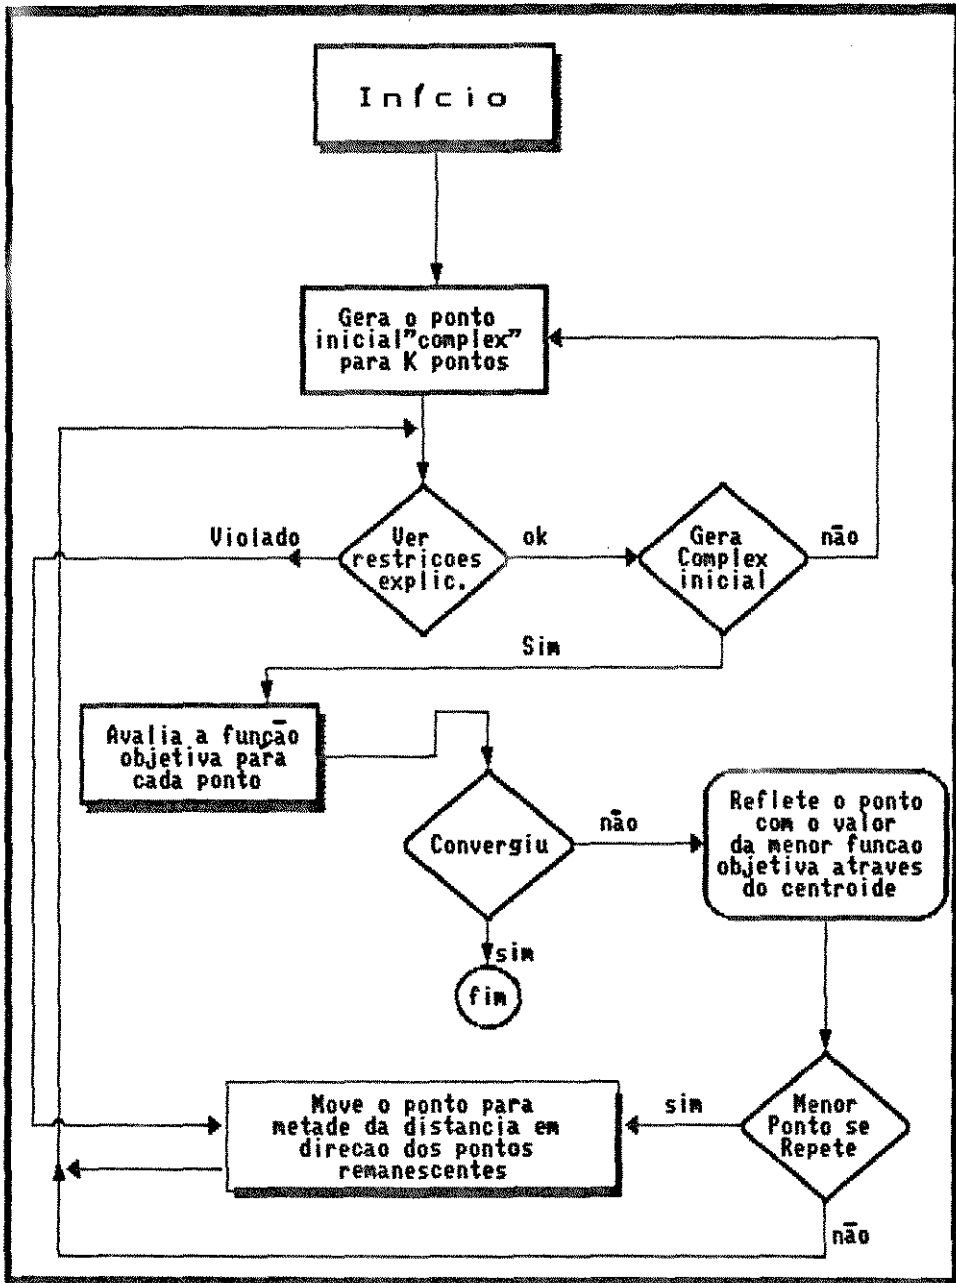 Início
Gera o ponto
inicial"complex"
para K pontos
Violado
Ver
restricoes
explic.
ok
Gera
Complex
inicial
não
Sim
Avalia a função
objetiva para
cada ponto
Convergiu
não
Reflete o ponto
com o valor
da menor funcao
objetiva atraves
do centroide
sim
fim
Move o ponto para
metade da distancia em
direcao dos pontos
remanescentes
sim
Menor
Ponto se
Repete
não